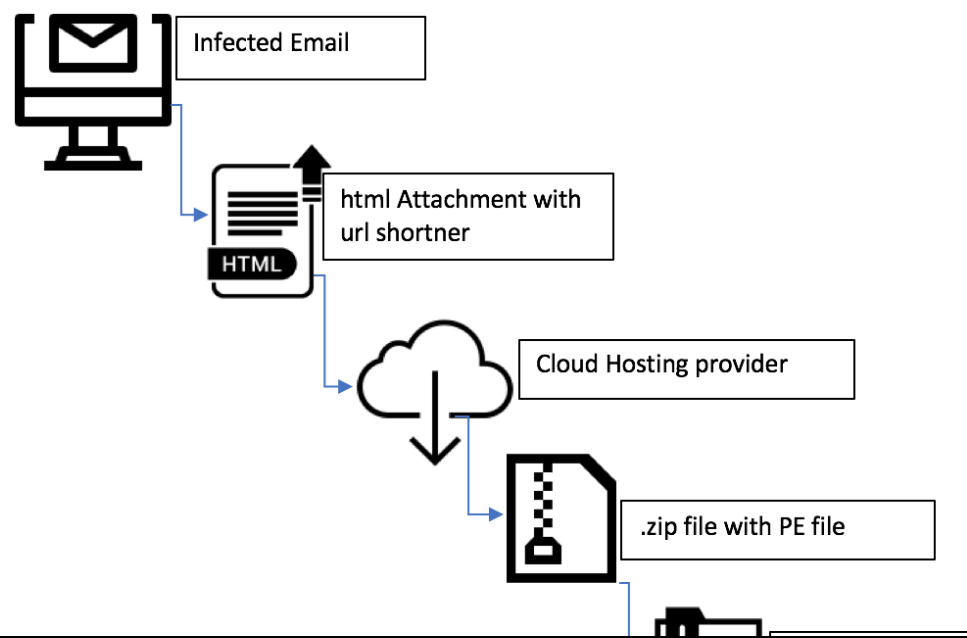 Infected Email
html Attachment with
url shortner
HTML
Cloud Hosting provider
.zip file with PE file